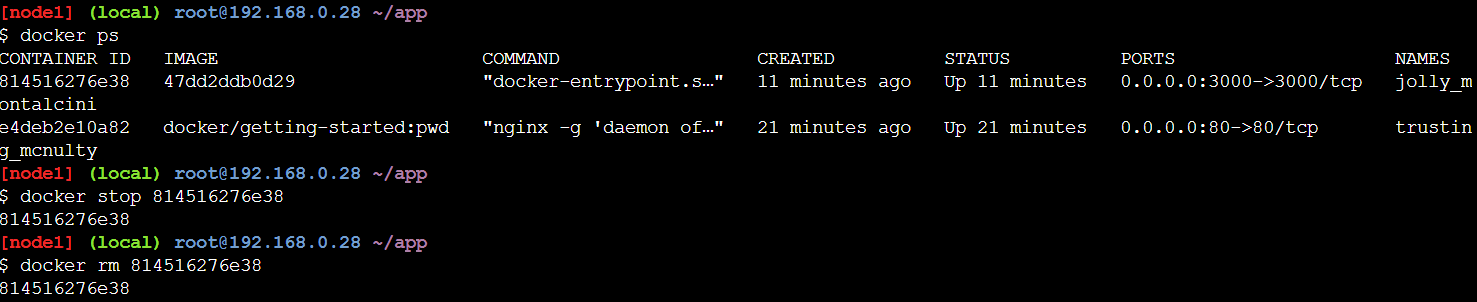 [node1] (local) root@192.168.0.28 ~/app
$ docker ps
CONTAINER ID   IMAGE                        COMMAND                  CREATED          STATUS          PORTS                    NAMES
814516276e38   47dd2ddb0d29                 "docker-entrypoint.s…"   11 minutes ago   Up 11 minutes   0.0.0.0:3000->3000/tcp   jolly_m
ontalcini
e4deb2e10a82   docker/getting-started:pwd   "nginx -g 'daemon of…"   21 minutes ago   Up 21 minutes   0.0.0.0:80->80/tcp       trustin
g_mcnulty
[node1] (local) root@192.168.0.28 ~/app
$ docker stop 814516276e38
814516276e38
[node1] (local) root@192.168.0.28 ~/app
$ docker rm 814516276e38
814516276e38